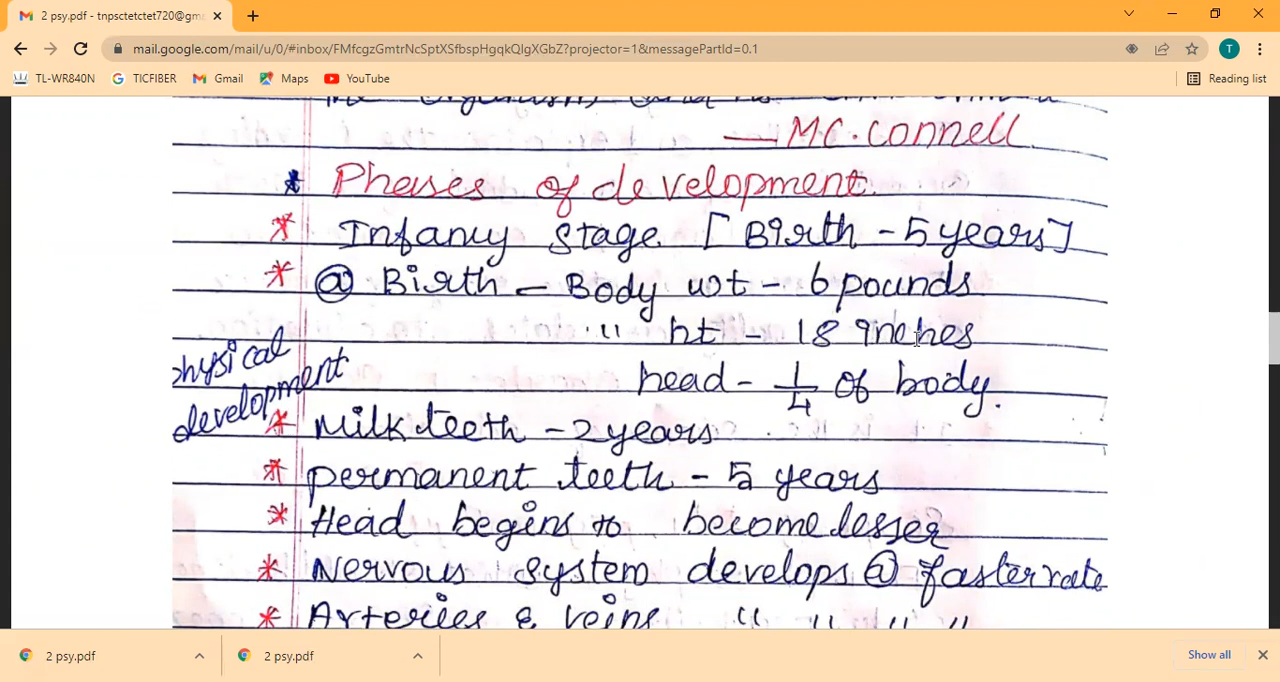 2 psy.pdf - tnpsctetctet720@gm
mail.google.com/mail/u/0/#inbox/FMfcgzGmtrNcSptXSfbspHgqkQlgXGbZ?projector=1&messagePartId=0.1
T
TL-WR840N TICFIBER Gmail Maps YouTube Reading list
— MC.Connell
* Phases of development.
* Infancy stage [Birth - 5 years]
* @ Birth - Body wt - 6 pounds
" ht - 18 inches
head - 1/4 of body.
physical development
* Milk teeth - 2 years
* permanent teeth - 5 years
* Head begins to become lesser
* Nervous system develops @ faster rate
* Arteries & veins " " " "
2 psy.pdf 2 psy.pdf Show all